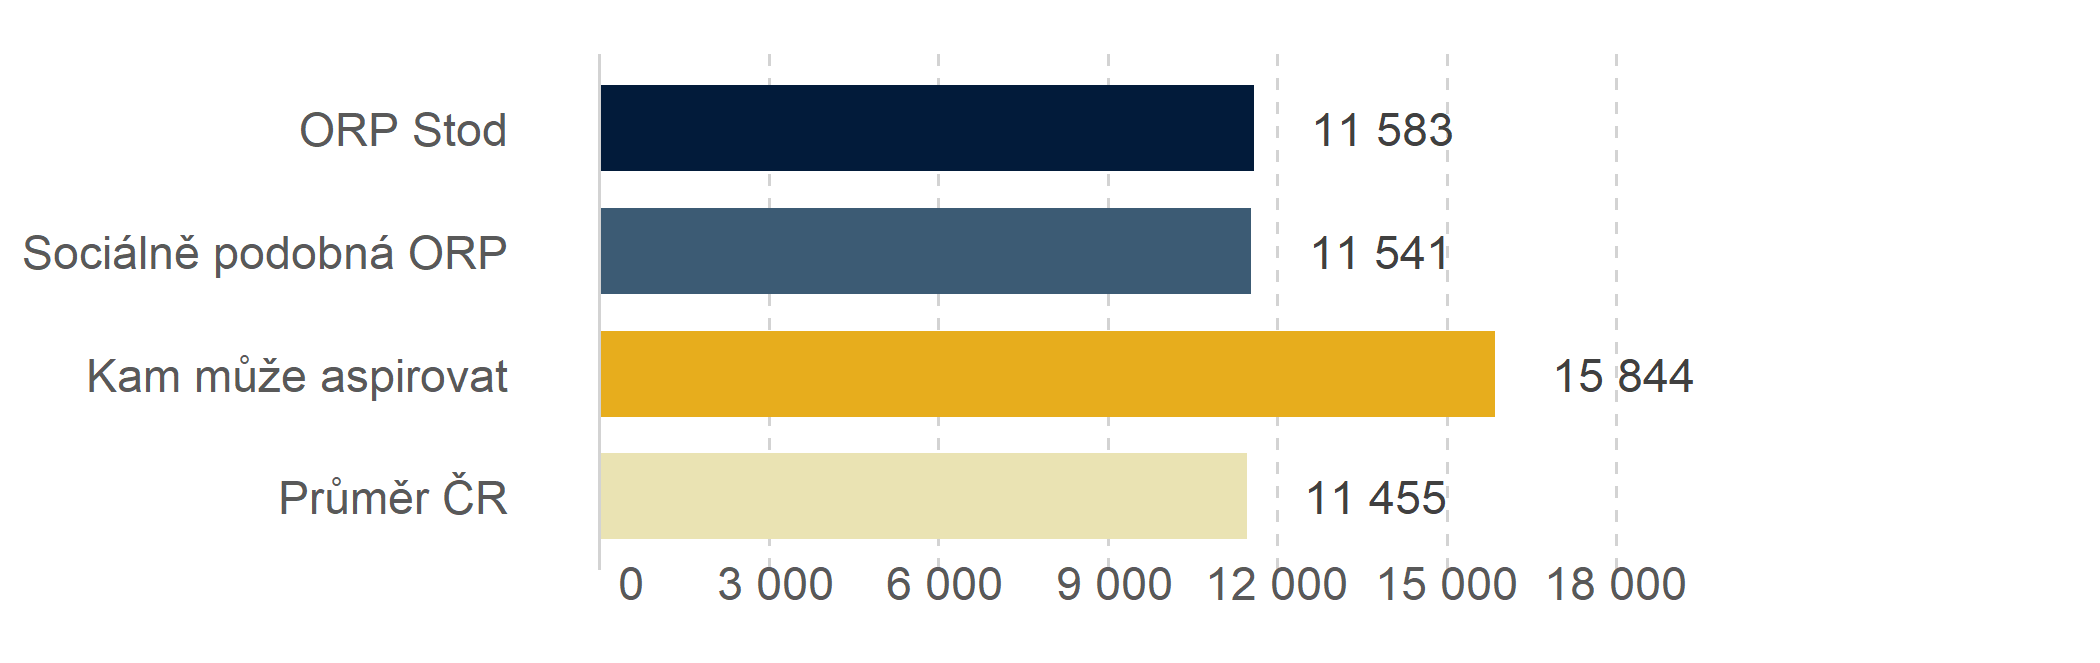 ORP Stod 11 583
Sociálně podobná ORP 11 541
Kam může aspirovat 15 844
Průměr ČR 11 455
0 3 000 6 000 9 000 12 000 15 000 18 000